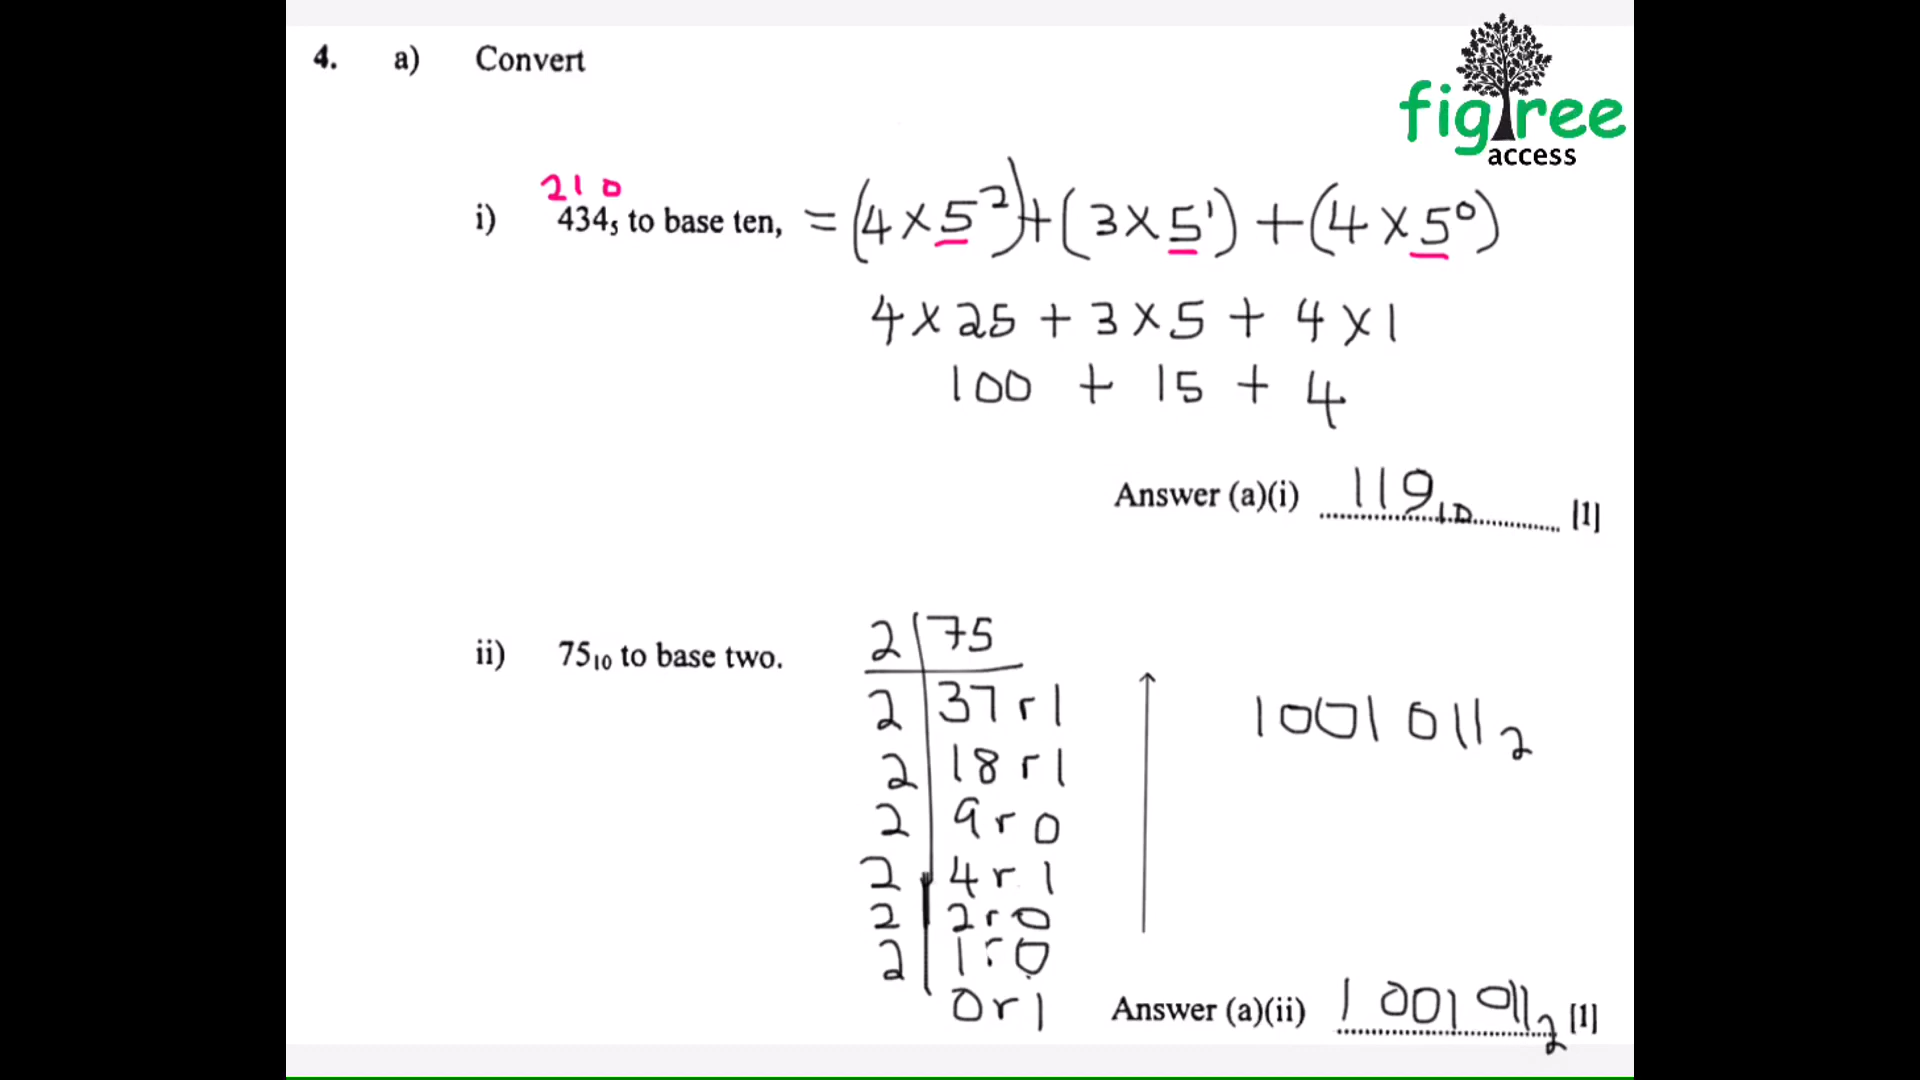 4. a) Convert
figtree
access
2 1 0
i) 434₅ to base ten, = (4 × 5²) + (3 × 5¹) + (4 × 5⁰)
4 × 25 + 3 × 5 + 4 × 1
100 + 15 + 4
Answer (a)(i) 119₁₀ [1]
ii) 75₁₀ to base two.
2 | 75
2 | 37 r 1
2 | 18 r 1
2 | 9 r 0
2 | 4 r 1
2 | 2 r 0
2 | 1 r 0
0 r 1
1001011₂
Answer (a)(ii) 1001011₂ [1]